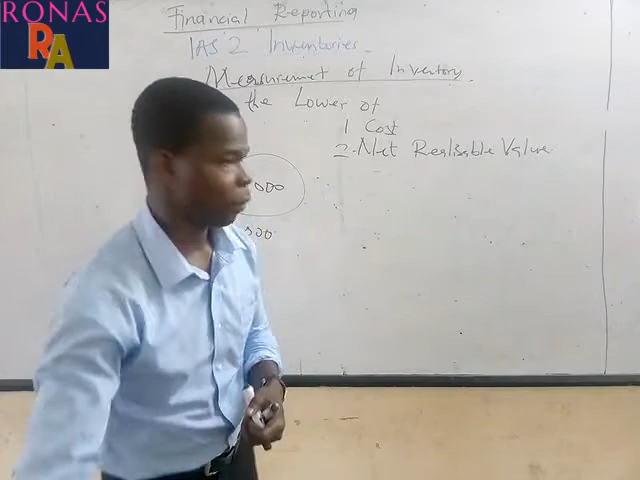 RONAS
RA
Financial Reporting
IAS 2 Inventories.
Measurement of Inventory.
the Lower of
1 Cost
2. Net Realisable Value
000